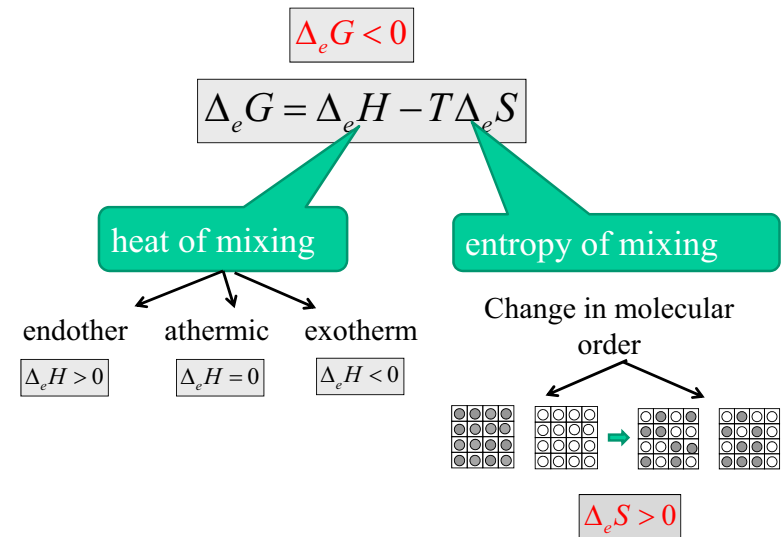 ΔₑG < 0
ΔₑG = ΔₑH − TΔₑS
heat of mixing
entropy of mixing
endother athermic exotherm
ΔₑH > 0 ΔₑH = 0 ΔₑH < 0
Change in molecular
order
ΔₑS > 0